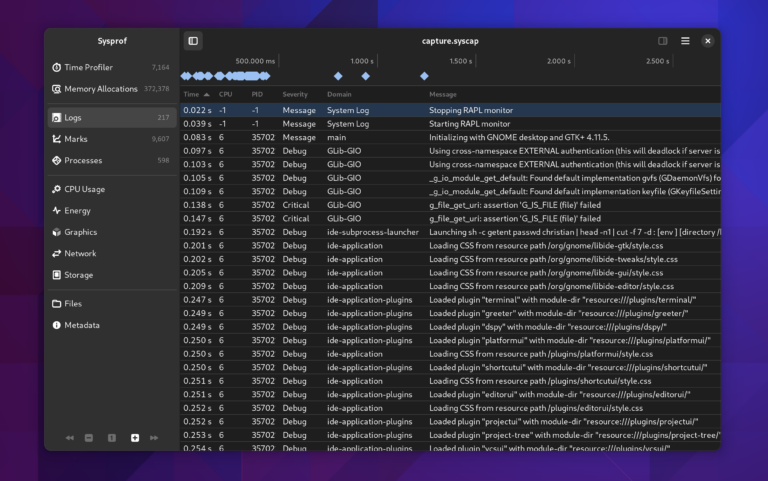 Sysprof
capture.syscap
Time Profiler 7,164
Memory Allocations 372,378
Logs 217
Marks 9,607
Processes 598
CPU Usage
Energy
Graphics
Network
Storage
Files
Metadata
500.000 ms 1.000 s 1.500 s 2.000 s 2.500 s
Time CPU PID Severity Domain Message
0.022 s -1 -1 Message System Log Stopping RAPL monitor
0.039 s -1 -1 Message System Log Starting RAPL monitor
0.083 s 6 35702 Message main Initializing with GNOME desktop and GTK+ 4.11.5.
0.097 s 6 35702 Debug GLib-GIO Using cross-namespace EXTERNAL authentication (this will deadlock if server is
0.103 s 6 35702 Debug GLib-GIO Using cross-namespace EXTERNAL authentication (this will deadlock if server is
0.105 s 6 35702 Debug GLib-GIO _g_io_module_get_default: Found default implementation gvfs (GDaemonVfs) fo
0.109 s 6 35702 Debug GLib-GIO _g_io_module_get_default: Found default implementation keyfile (GKeyfileSettin
0.138 s 6 35702 Critical GLib-GIO g_file_get_uri: assertion 'G_IS_FILE (file)' failed
0.147 s 6 35702 Critical GLib-GIO g_file_get_uri: assertion 'G_IS_FILE (file)' failed
0.192 s 6 35702 Debug ide-subprocess-launcher Launching sh -c getent passwd christian | head -n1 | cut -f 7 -d : [env ] [directory /
0.201 s 6 35702 Debug ide-application Loading CSS from resource path /org/gnome/libide-gtk/style.css
0.202 s 6 35702 Debug ide-application Loading CSS from resource path /org/gnome/libide-tweaks/style.css
0.205 s 6 35702 Debug ide-application Loading CSS from resource path /org/gnome/libide-gui/style.css
0.209 s 6 35702 Debug ide-application Loading CSS from resource path /org/gnome/libide-editor/style.css
0.247 s 6 35702 Debug ide-application-plugins Loaded plugin "terminal" with module-dir "resource:///plugins/terminal/"
0.249 s 6 35702 Debug ide-application-plugins Loaded plugin "greeter" with module-dir "resource:///plugins/greeter/"
0.249 s 6 35702 Debug ide-application-plugins Loaded plugin "dspy" with module-dir "resource:///plugins/dspy/"
0.250 s 6 35702 Debug ide-application-plugins Loaded plugin "platformui" with module-dir "resource:///plugins/platformui/"
0.250 s 6 35702 Debug ide-application Loading CSS from resource path /plugins/platformui/style.css
0.250 s 6 35702 Debug ide-application-plugins Loaded plugin "shortcutui" with module-dir "resource:///plugins/shortcutui/"
0.251 s 6 35702 Debug ide-application Loading CSS from resource path /plugins/shortcutui/style.css
0.251 s 6 35702 Debug ide-application-plugins Loaded plugin "editorui" with module-dir "resource:///plugins/editorui/"
0.252 s 6 35702 Debug ide-application Loading CSS from resource path /plugins/editorui/style.css
0.252 s 6 35702 Debug ide-application-plugins Loaded plugin "projectui" with module-dir "resource:///plugins/projectui/"
0.253 s 6 35702 Debug ide-application-plugins Loaded plugin "project-tree" with module-dir "resource:///plugins/project-tree/
0.254 s 6 35702 Debug ide-application-plugins Loaded plugin "vcsui" with module-dir "resource:///plugins/vcsui/"